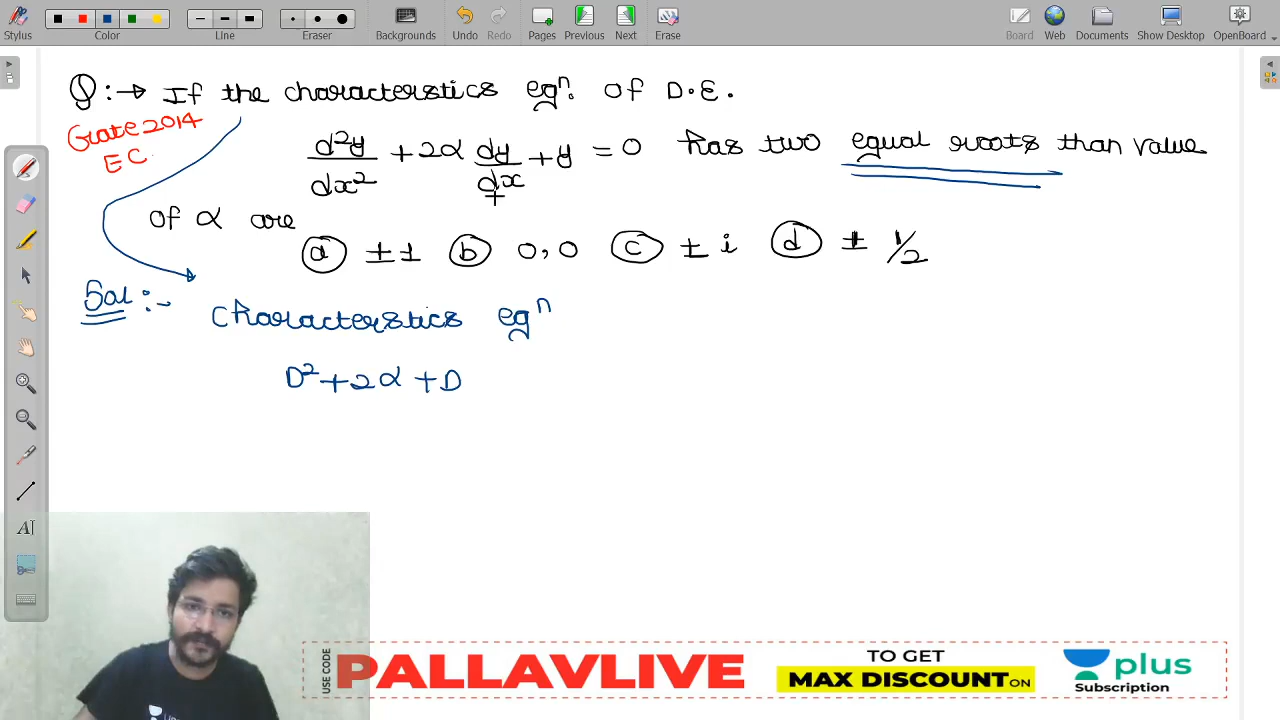 Stylus Color Line Eraser Backgrounds Undo Redo Pages Previous Next Erase Board Web Documents Show Desktop OpenBoard
Q:→ If the characterstics eqⁿ. of D.E.
Gate 2014
EC.
d²y/dx² + 2α dy/dx + y = 0 has two equal roots than value
of α are
ⓐ ±1 ⓑ 0,0 ⓒ ±i ⓓ ± 1/2
Sol:-
characterstics eqⁿ
D² + 2α + D
USE CODE
PALLAVLIVE
TO GET
MAX DISCOUNT ON
plus
Subscription